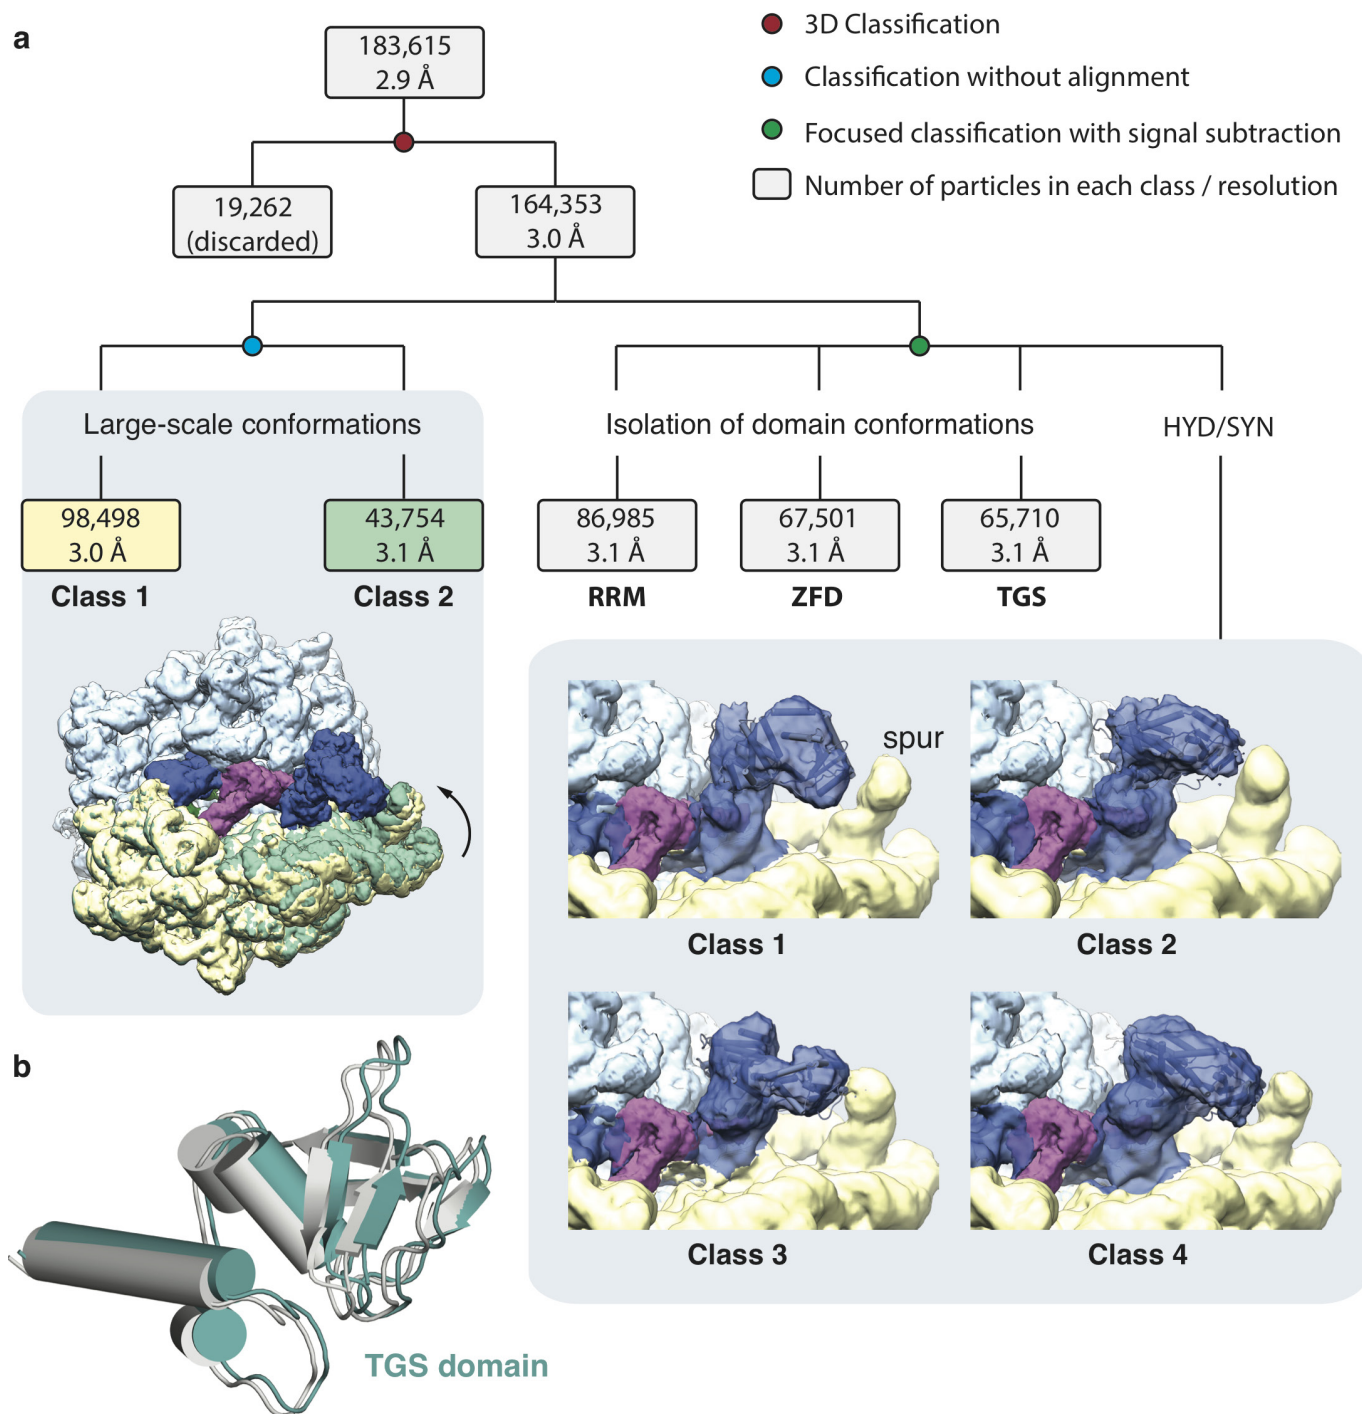 a
183,615
2.9 Å
3D Classification
Classification without alignment
Focused classification with signal subtraction
Number of particles in each class / resolution
19,262
(discarded)
164,353
3.0 Å
Large-scale conformations
Isolation of domain conformations
HYD/SYN
98,498
3.0 Å
Class 1
43,754
3.1 Å
Class 2
86,985
3.1 Å
RRM
67,501
3.1 Å
ZFD
65,710
3.1 Å
TGS
spur
Class 1
Class 2
Class 3
Class 4
b
TGS domain